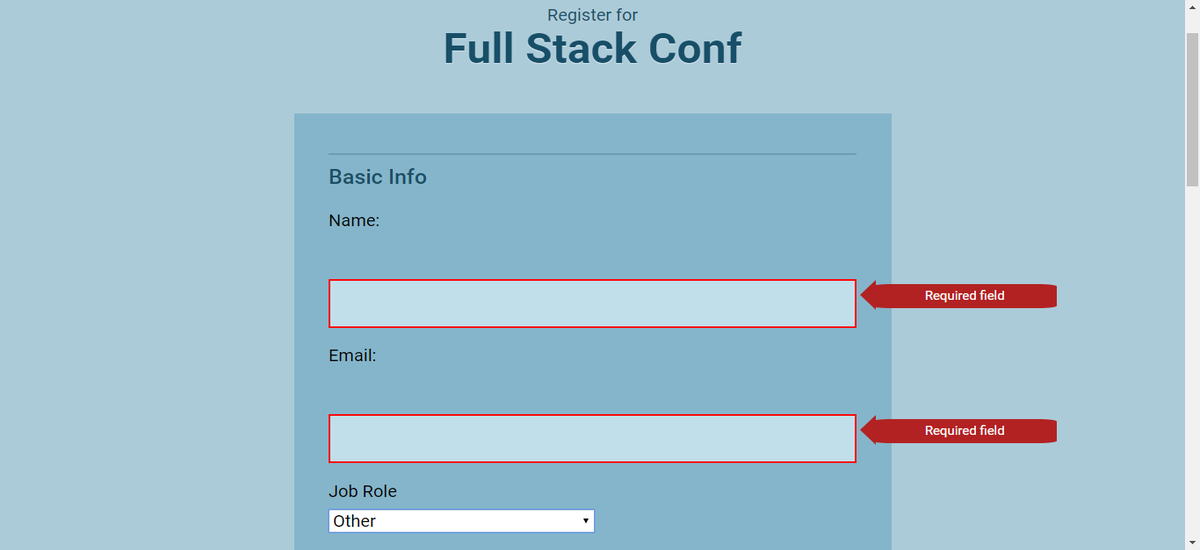 Register for
Full Stack Conf
Basic Info
Name:
Required field
Email:
Required field
Job Role
Other